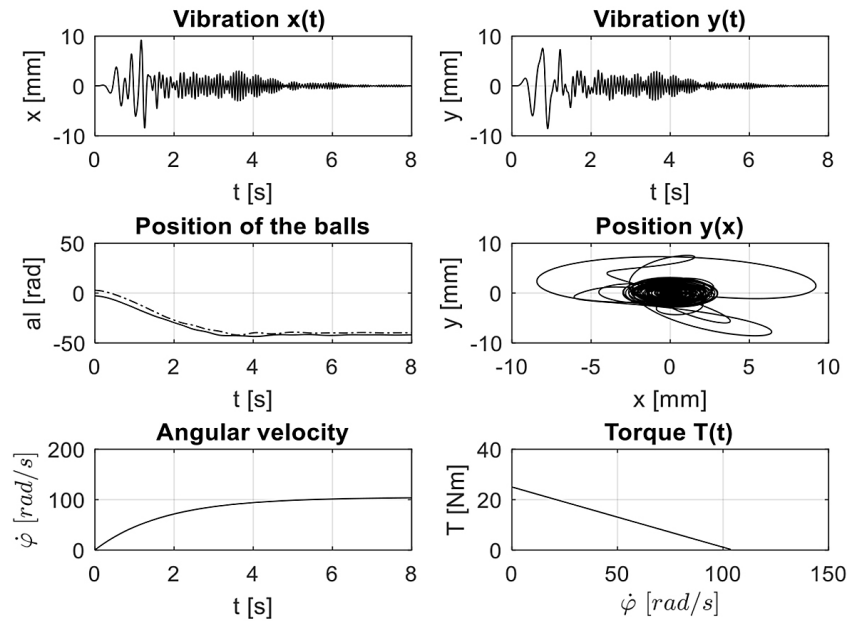 Vibration x(t)
x [mm]
10
0
-10
0 2 4 6 8
t [s]
Vibration y(t)
y [mm]
10
0
-10
0 2 4 6 8
t [s]
Position of the balls
al [rad]
50
0
-50
0 2 4 6 8
t [s]
Position y(x)
y [mm]
10
0
-10
-10 -5 0 5 10
x [mm]
Angular velocity
φ̇ [rad/s]
200
100
0
0 2 4 6 8
t [s]
Torque T(t)
T [Nm]
40
20
0
0 50 100 150
φ̇ [rad/s]